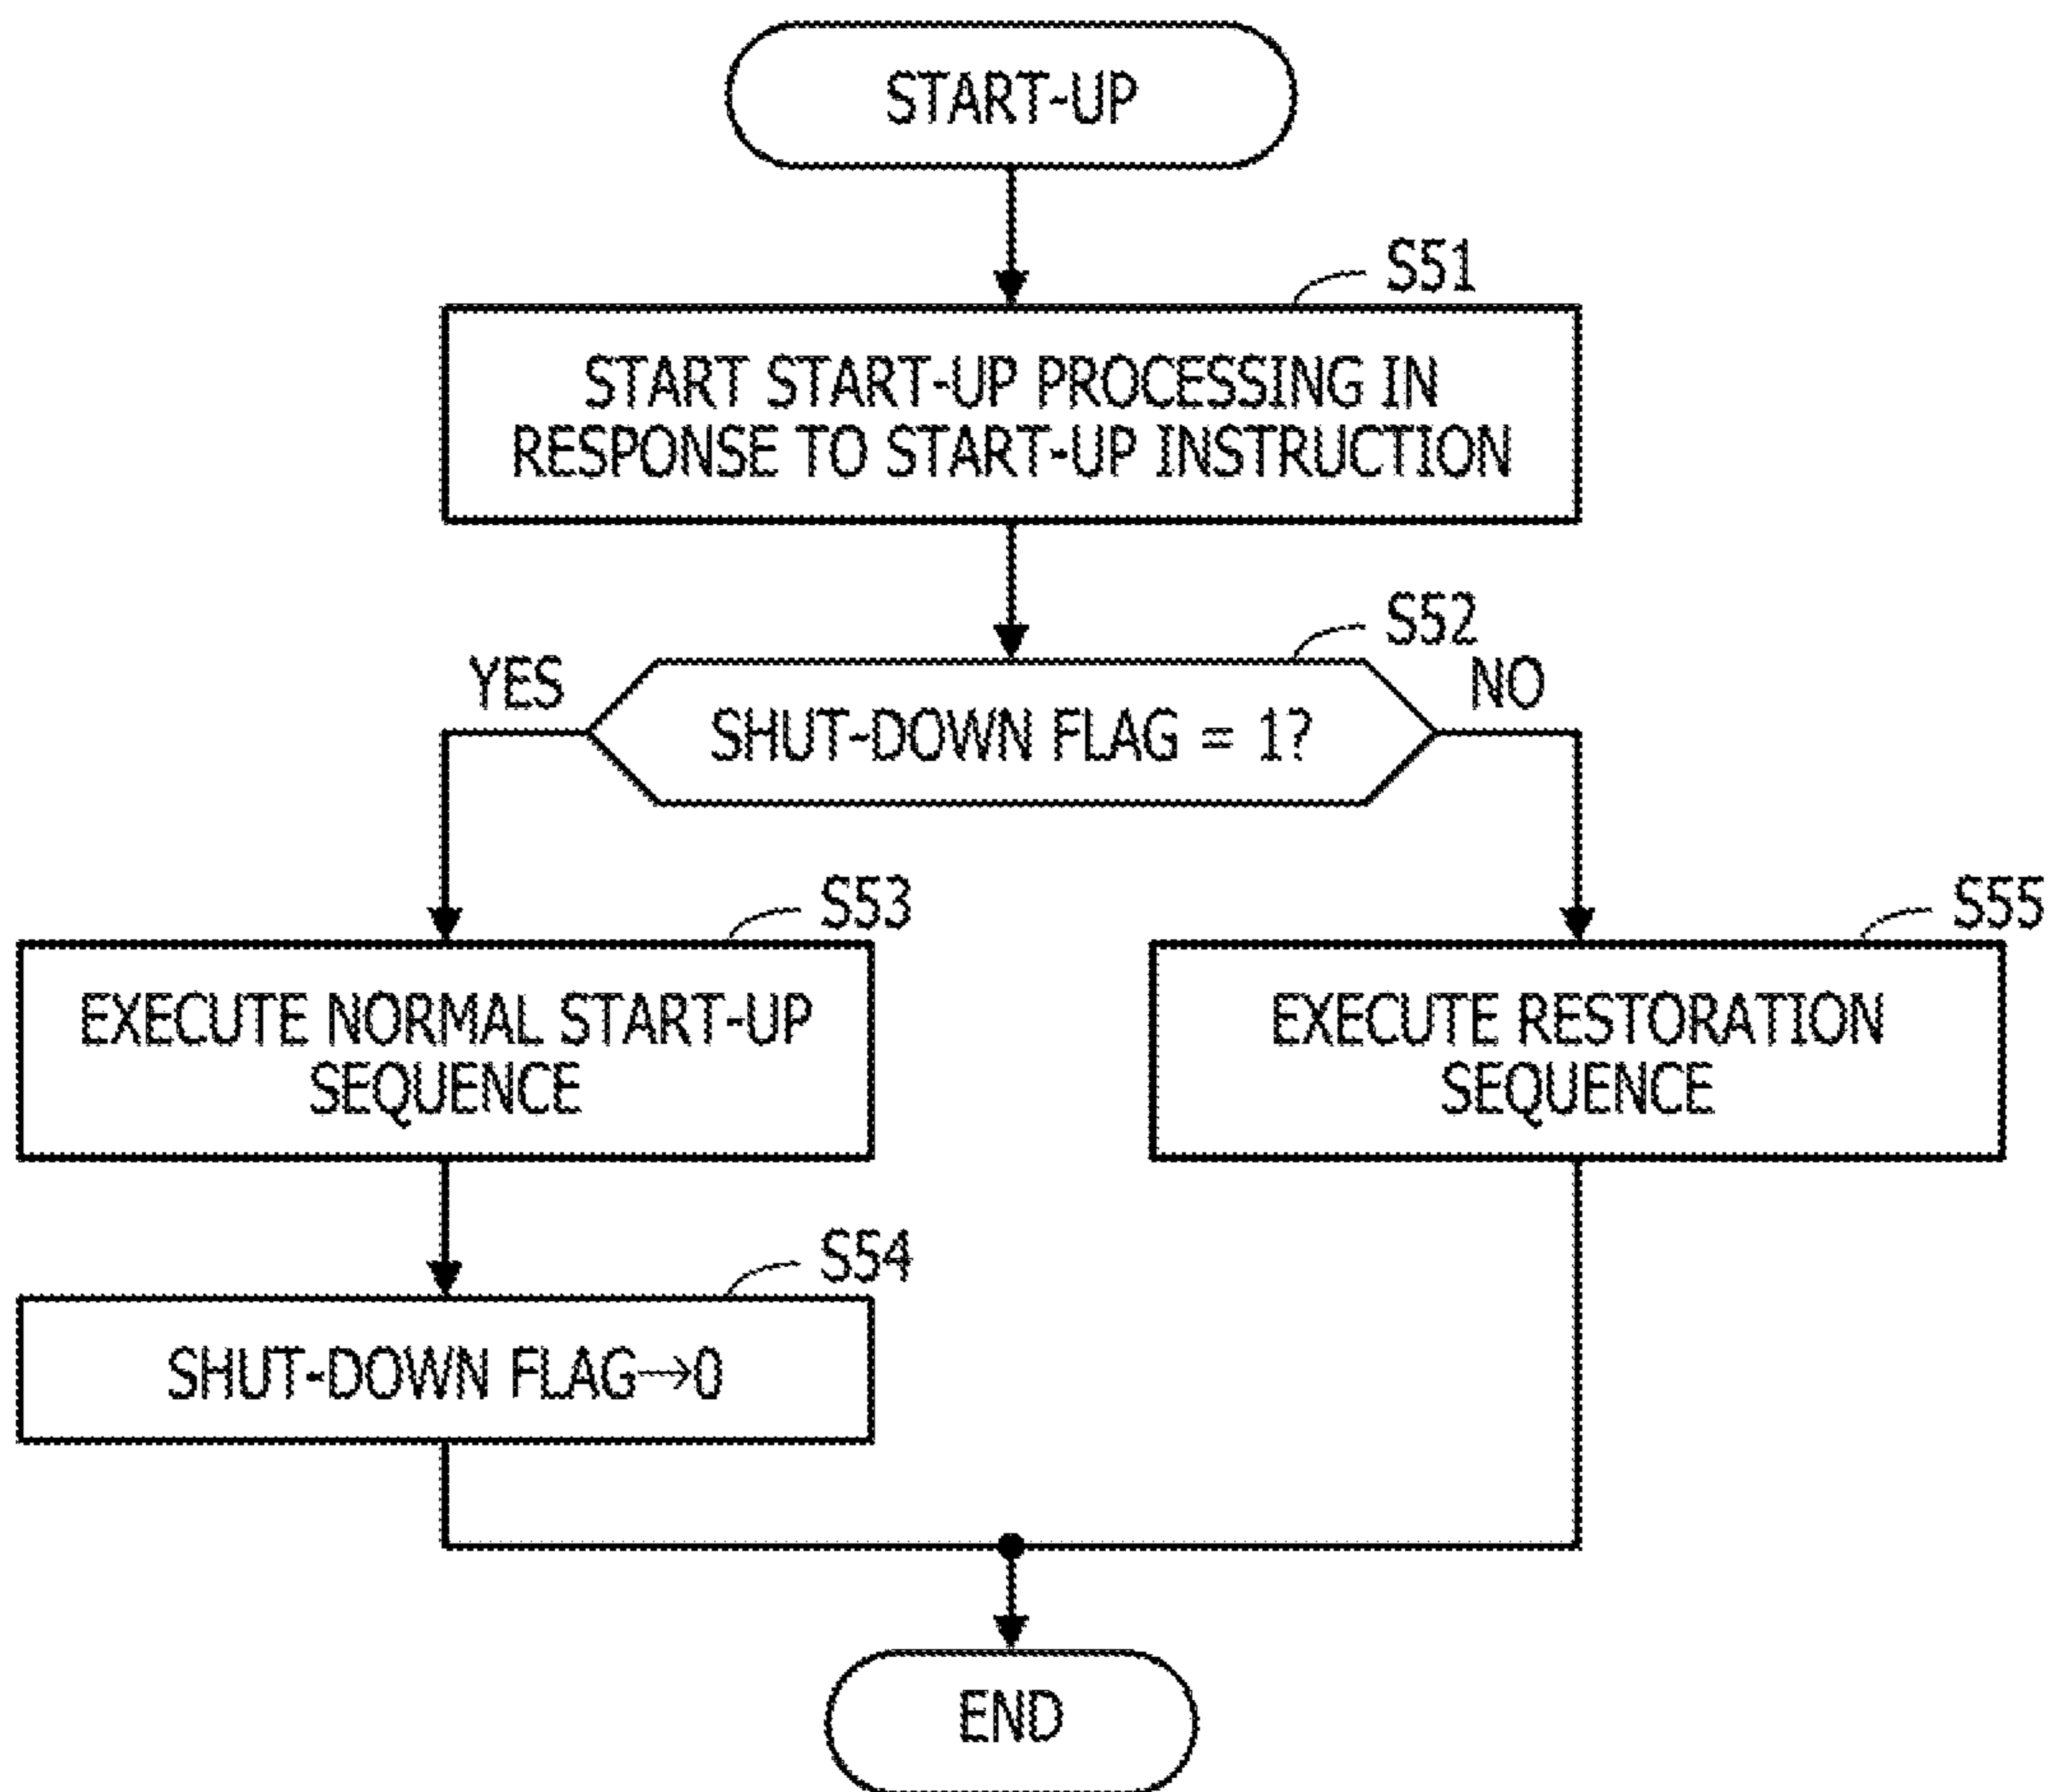 START-UP
S51
START START-UP PROCESSING IN
RESPONSE TO START-UP INSTRUCTION
S52
YES
NO
SHUT-DOWN FLAG = 1?
S53
S55
EXECUTE NORMAL START-UP
SEQUENCE
EXECUTE RESTORATION
SEQUENCE
S54
SHUT-DOWN FLAG→0
END